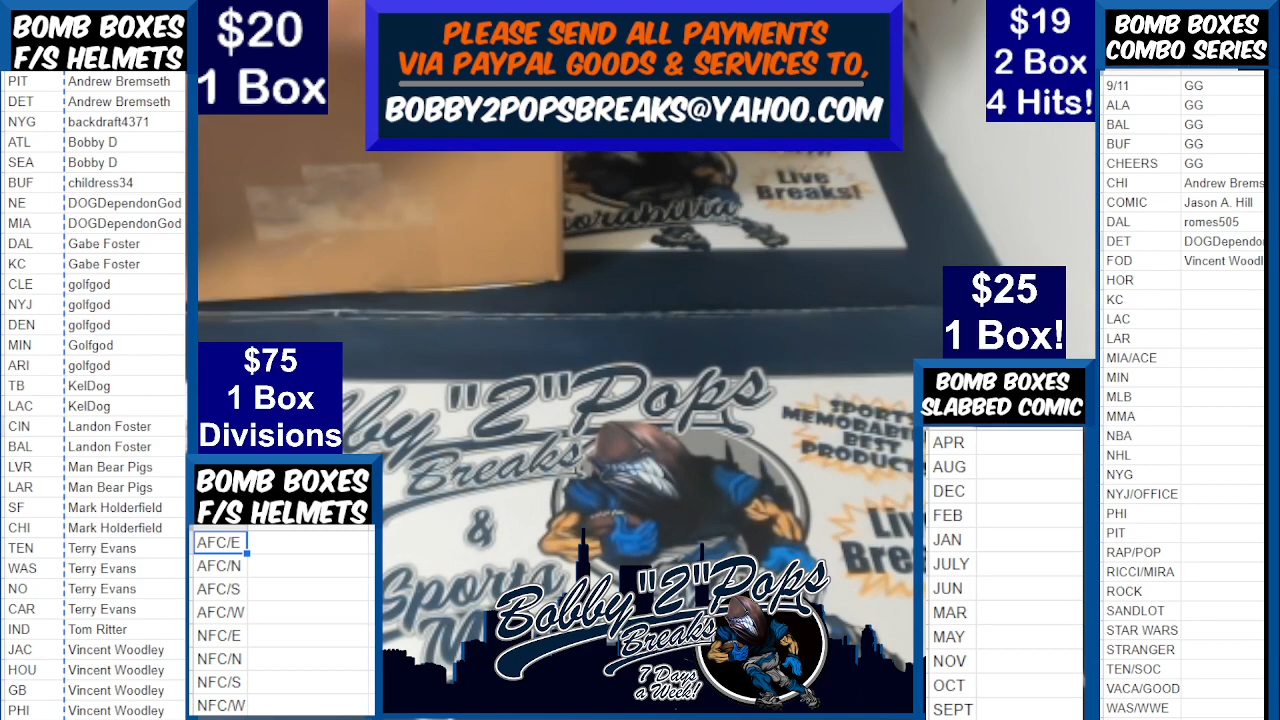 BOMB BOXES
F/S HELMETS
PIT Andrew Bremseth
DET Andrew Bremseth
NYG backdraft4371
ATL Bobby D
SEA Bobby D
BUF childress34
NE DOGDependonGod
MIA DOGDependonGod
DAL Gabe Foster
KC Gabe Foster
CLE golfgod
NYJ golfgod
DEN golfgod
MIN Golfgod
ARI golfgod
TB KelDog
LAC KelDog
CIN Landon Foster
BAL Landon Foster
LVR Man Bear Pigs
LAR Man Bear Pigs
SF Mark Holderfield
CHI Mark Holderfield
TEN Terry Evans
WAS Terry Evans
NO Terry Evans
CAR Terry Evans
IND Tom Ritter
JAC Vincent Woodley
HOU Vincent Woodley
GB Vincent Woodley
PHI Vincent Woodley
$20
1 Box
PLEASE SEND ALL PAYMENTS
VIA PAYPAL GOODS & SERVICES TO,
BOBBY2POPSBREAKS@YAHOO.COM
$19
2 Box
4 Hits!
Live
Breaks!
$75
1 Box
Divisions
BOMB BOXES
F/S HELMETS
AFC/E
AFC/N
AFC/S
AFC/W
NFC/E
NFC/N
NFC/S
NFC/W
"2" Pops
Breaks
&
Sports
SPORTS
MEMORABI
BEST
PRODUCT
Bobby "2" Pops
Breaks
7 Days
a Week!
$25
1 Box!
BOMB BOXES
SLABBED COMIC
APR
AUG
DEC
FEB
JAN
JULY
JUN
MAR
MAY
NOV
OCT
SEPT
BOMB BOXES
COMBO SERIES
9/11 GG
ALA GG
BAL GG
BUF GG
CHEERS GG
CHI Andrew Brems
COMIC Jason A. Hill
DAL romes505
DET DOGDepende
FOD Vincent Woodl
HOR
KC
LAC
LAR
MIA/ACE
MIN
MLB
MMA
NBA
NHL
NYG
NYJ/OFFICE
PHI
PIT
RAP/POP
RICCI/MIRA
ROCK
SANDLOT
STAR WARS
STRANGER
TEN/SOC
VACA/GOOD
WAS/WWE